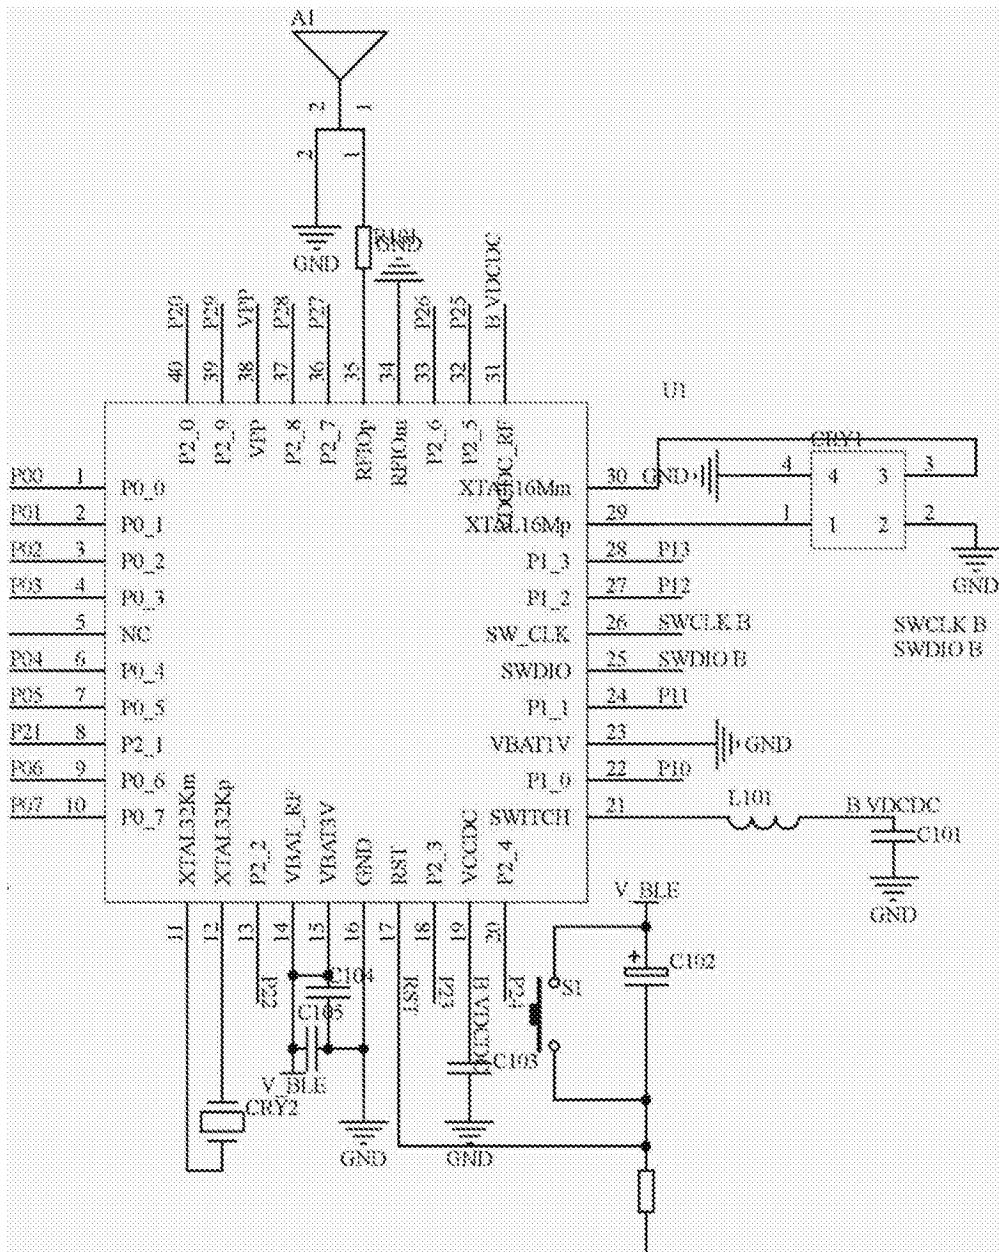 A1
2 1
2 1
GND
GND
P20 P29 VPP P28 P27 P26 P25 B VDCDC
40 39 38 37 36 35 34 33 32 31
U1
P2_0 P2_9 VPP P2_8 P2_7 RFIOp RFIOm P2_6 P2_5
CRY1
P00 1 P0_0 XTAL16Mm 30 GND 4 4 3 3
P01 2 P0_1 XTAL16Mp 29 1 1 2 2
P02 3 P0_2 P1_3 28 P13
GND
P03 4 P0_3 P1_2 27 P12
5 NC SW_CLK 26 SWCLK B SWCLK B
SWDIO B
P04 6 P0_4 SWDIO 25 SWDIO B
P05 7 P0_5 P1_1 24 P11
P21 8 P2_1 VBAT1V 23 GND
P06 9 P0_6 P1_0 22 P10
P07 10 P0_7 SWITCH 21 L101 B VDCDC
C101
GND
XTAL32Km XTAL32Kp P2_2 VBAT_RF VBAT3V GND RST P2_3 VCCDC P2_4
V_BLE
11 12 13 14 15 16 17 18 19 20
P22 RST P23 B VDCDC P24
C104
C105
S1
+ C102
C103
V_BLE
CRY2
GND
GND